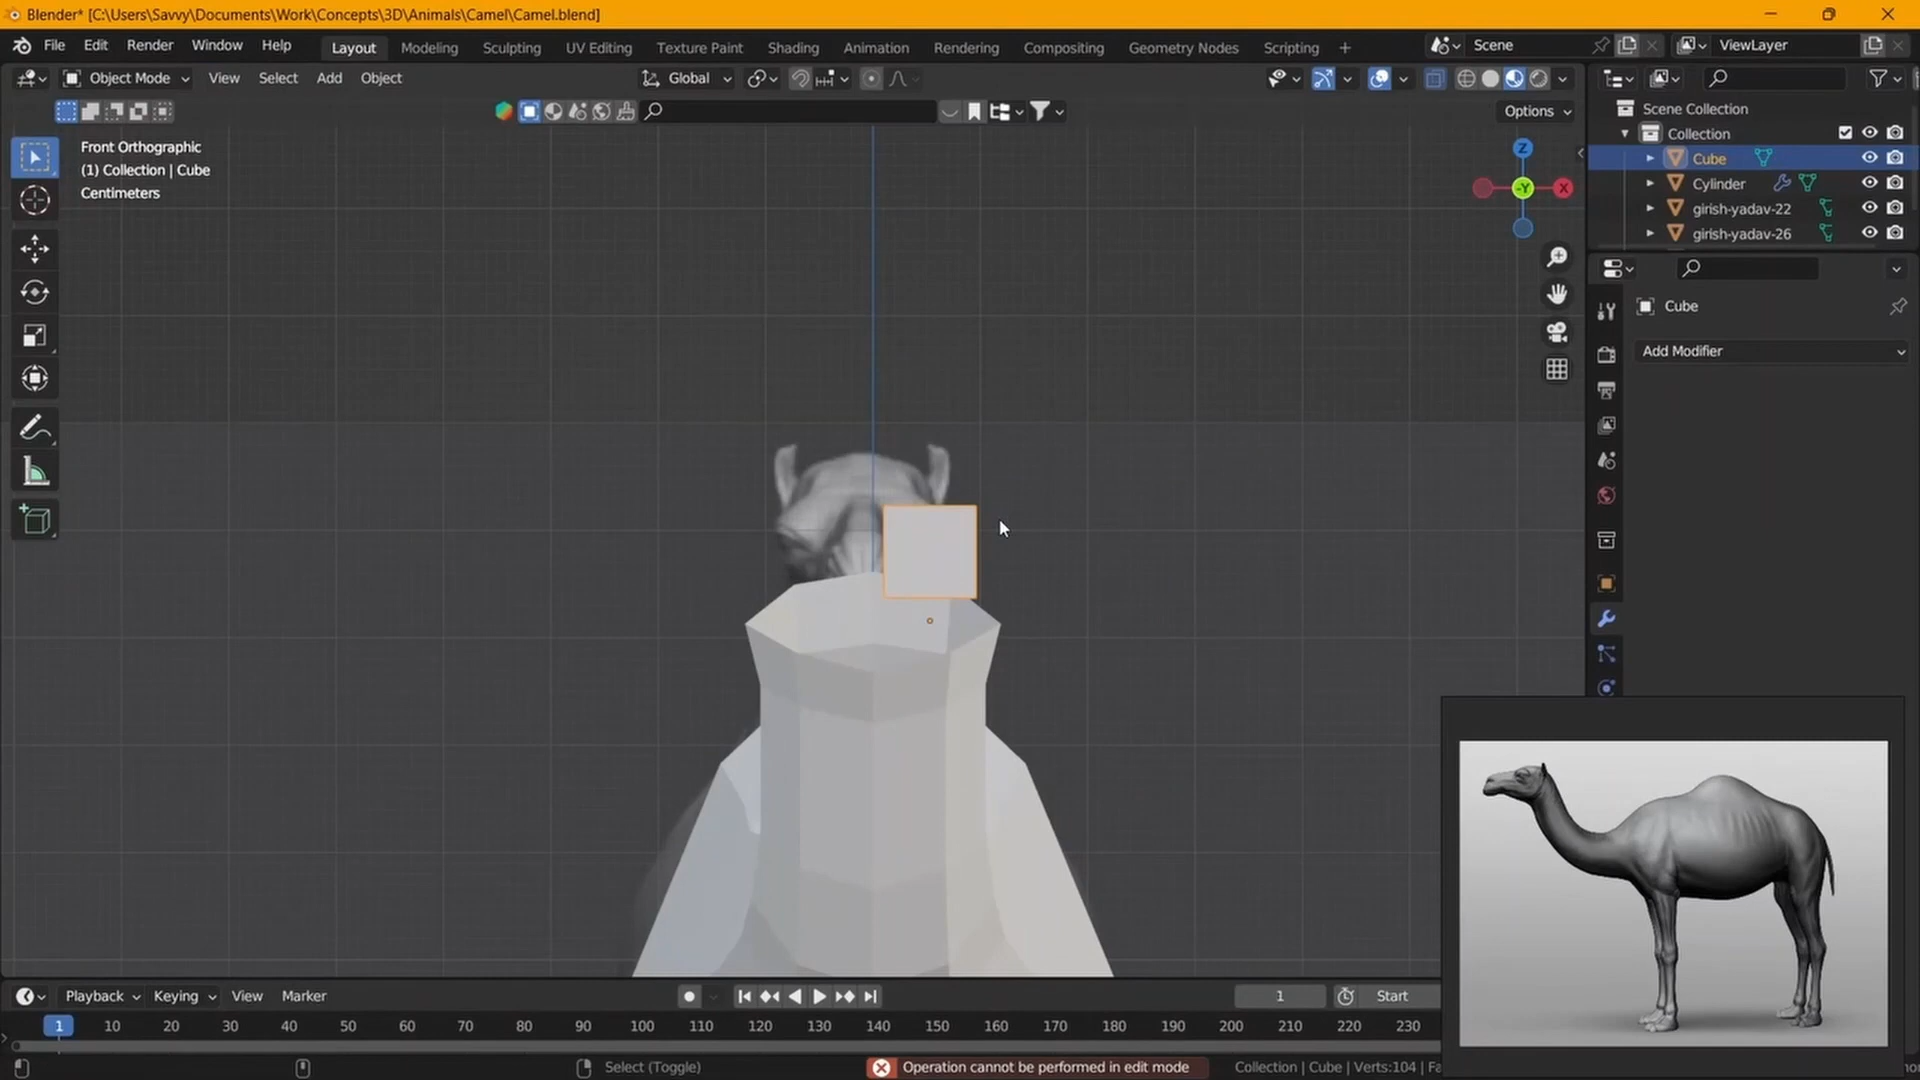 Blender* [C:\Users\Savvy\Documents\Work\Concepts\3D\Animals\Camel\Camel.blend]
File Edit Render Window Help Layout Modeling Sculpting UV Editing Texture Paint Shading Animation Rendering Compositing Geometry Nodes Scripting + Scene ViewLayer
Object Mode View Select Add Object Global
Options
Front Orthographic
(1) Collection | Cube
Centimeters
Z
-Y
X
Scene Collection
Collection
Cube
Cylinder
girish-yadav-22
girish-yadav-26
Cube
Add Modifier
Playback Keying View Marker 1 Start
1 10 20 30 40 50 60 70 80 90 100 110 120 130 140 150 160 170 180 190 200 210 220 230
Select (Toggle) Operation cannot be performed in edit mode Collection | Cube | Verts:104 | Fa